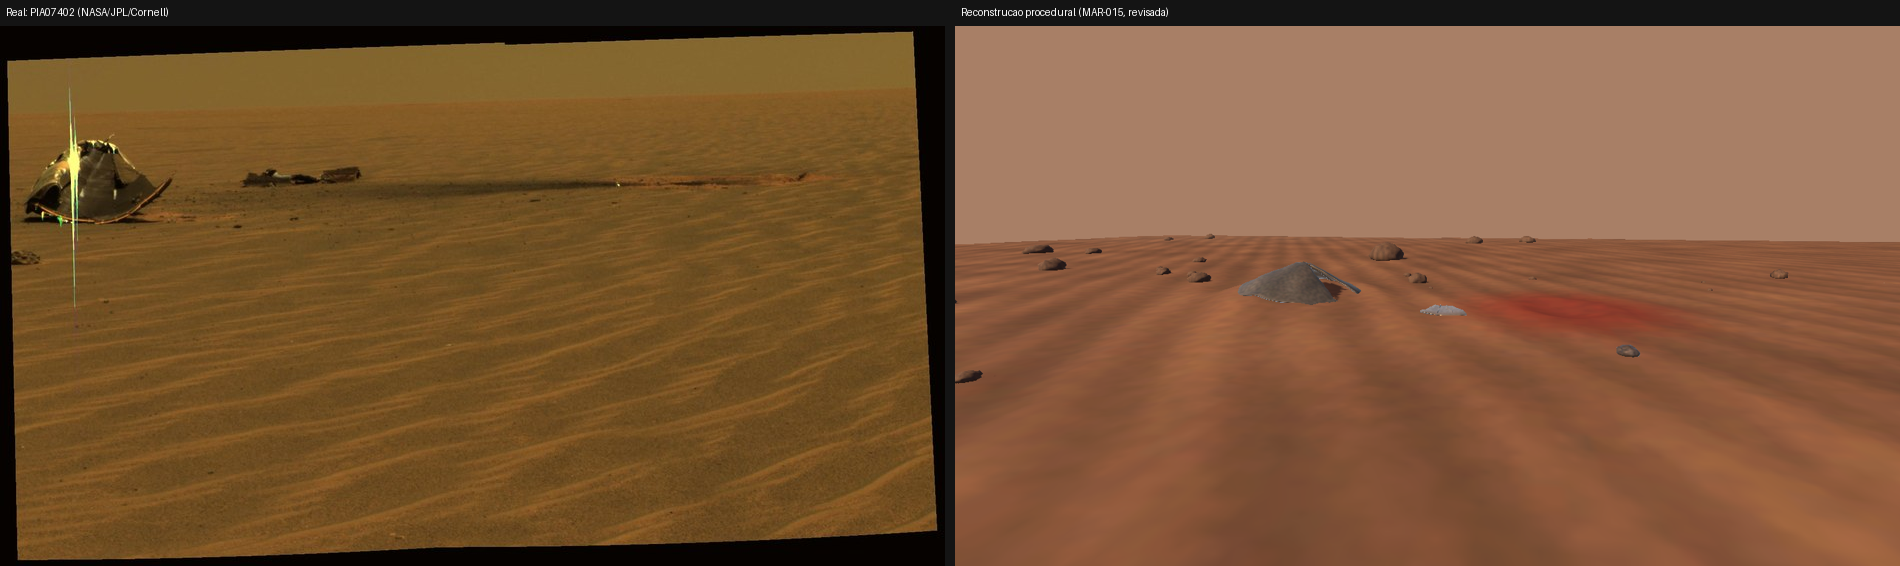 Real: PIA07402 (NASA/JPL/Cornell)
Reconstrucao procedural (MAR-015, revisada)